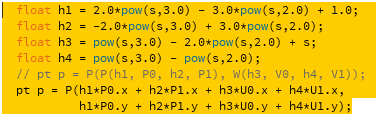 float h1 = 2.0*pow(s,3.0) - 3.0*pow(s,2.0) + 1.0;
float h2 = -2.0*pow(s,3.0) + 3.0*pow(s,2.0);
float h3 = pow(s,3.0) - 2.0*pow(s,2.0) + s;
float h4 = pow(s,3.0) - pow(s,2.0);
// pt p = P(P(h1, P0, h2, P1), W(h3, V0, h4, V1));
pt p = P(h1*P0.x + h2*P1.x + h3*U0.x + h4*U1.x,
h1*P0.y + h2*P1.y + h3*U0.y + h4*U1.y);